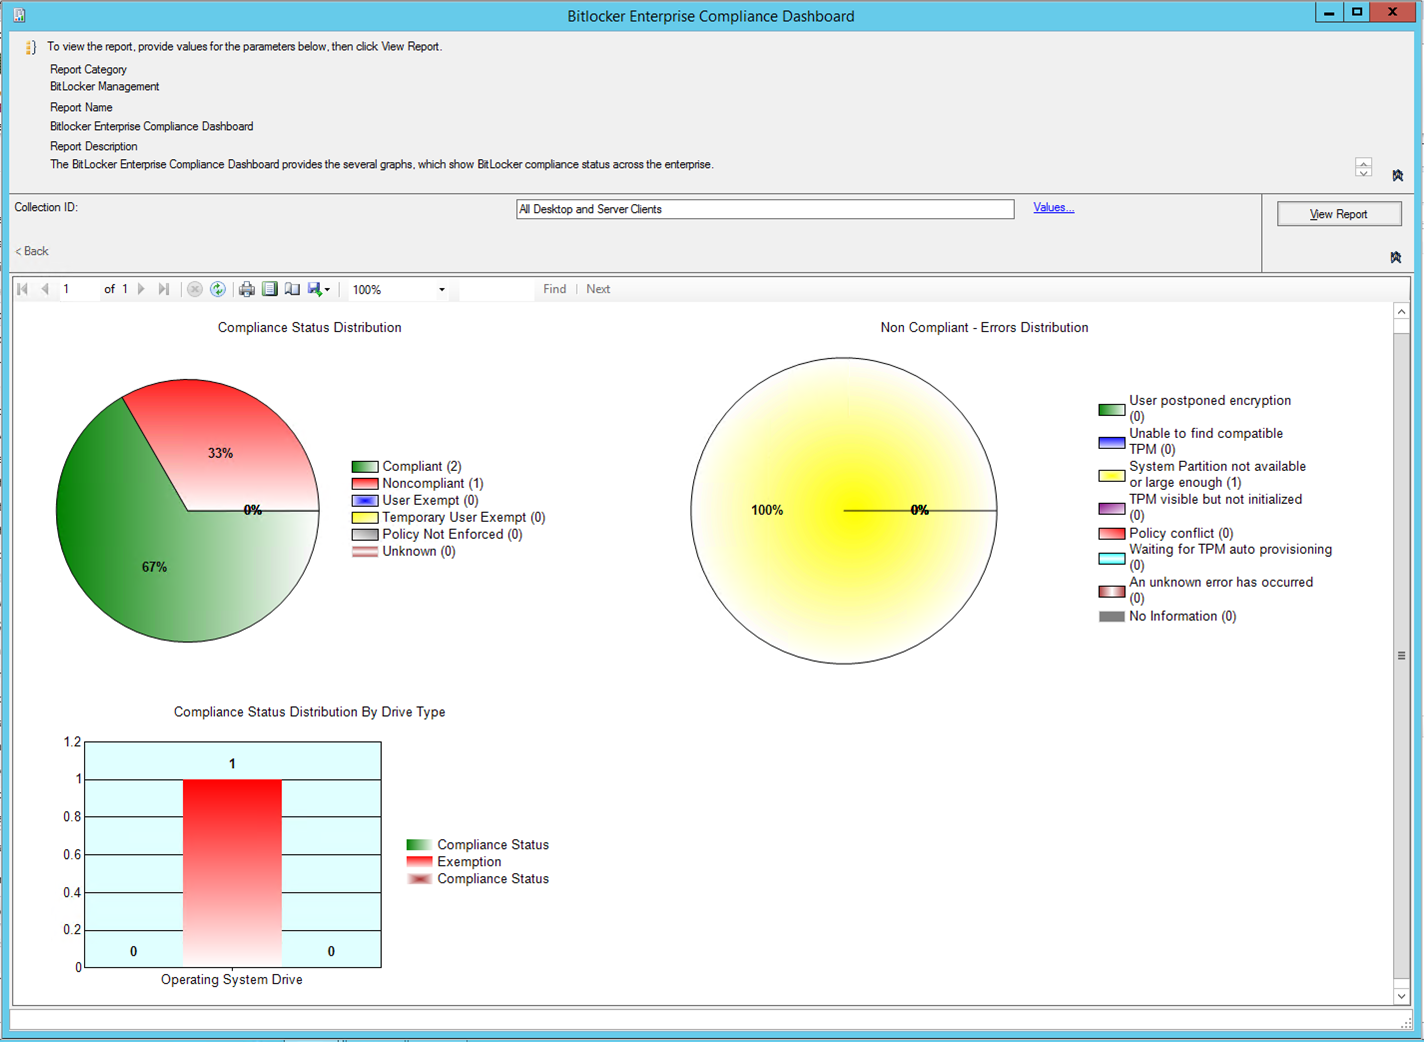 Bitlocker Enterprise Compliance Dashboard
To view the report, provide values for the parameters below, then click View Report.
Report Category
BitLocker Management
Report Name
Bitlocker Enterprise Compliance Dashboard
Report Description
The BitLocker Enterprise Compliance Dashboard provides the several graphs, which show BitLocker compliance status across the enterprise.
Collection ID:
All Desktop and Server Clients
Values...
View Report
< Back
1 of 1
100%
Find | Next
Compliance Status Distribution
33%
0%
67%
Compliant (2)
Noncompliant (1)
User Exempt (0)
Temporary User Exempt (0)
Policy Not Enforced (0)
Unknown (0)
Non Compliant - Errors Distribution
100%
0%
User postponed encryption
(0)
Unable to find compatible
TPM (0)
System Partition not available
or large enough (1)
TPM visible but not initialized
(0)
Policy conflict (0)
Waiting for TPM auto provisioning
(0)
An unknown error has occurred
(0)
No Information (0)
Compliance Status Distribution By Drive Type
1.2
1
0.8
0.6
0.4
0.2
0
1
0
0
Operating System Drive
Compliance Status
Exemption
Compliance Status